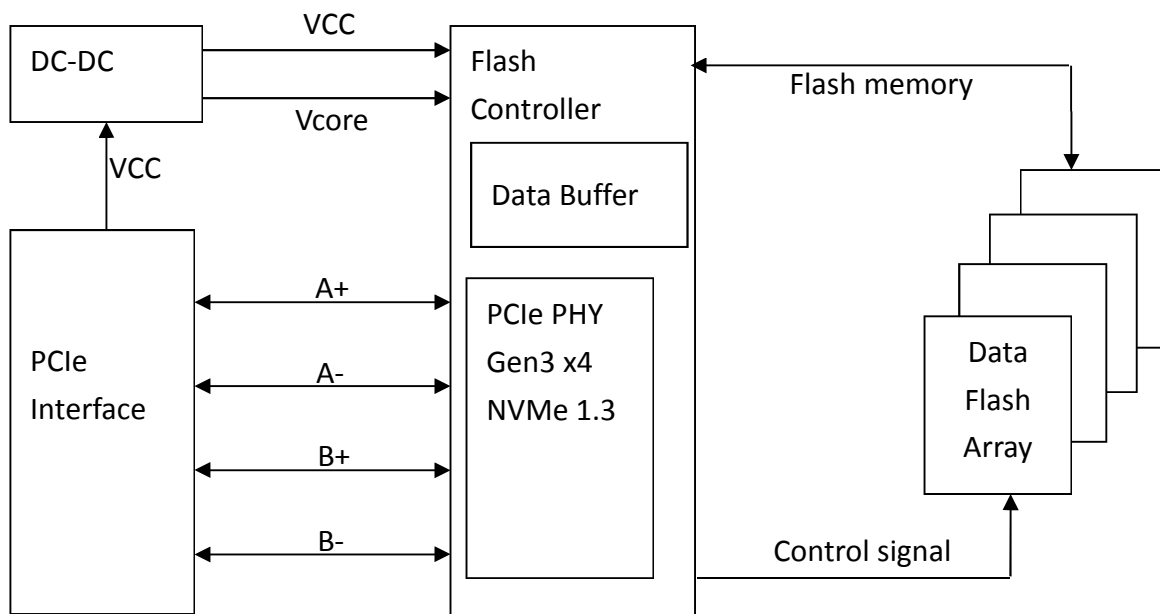 VCC
DC-DC
Vcore
VCC
Flash
Controller
Flash memory
Data Buffer
A+
A-
B+
B-
PCIe
Interface
PCIe PHY
Gen3 x4
NVMe 1.3
Data
Flash
Array
Control signal